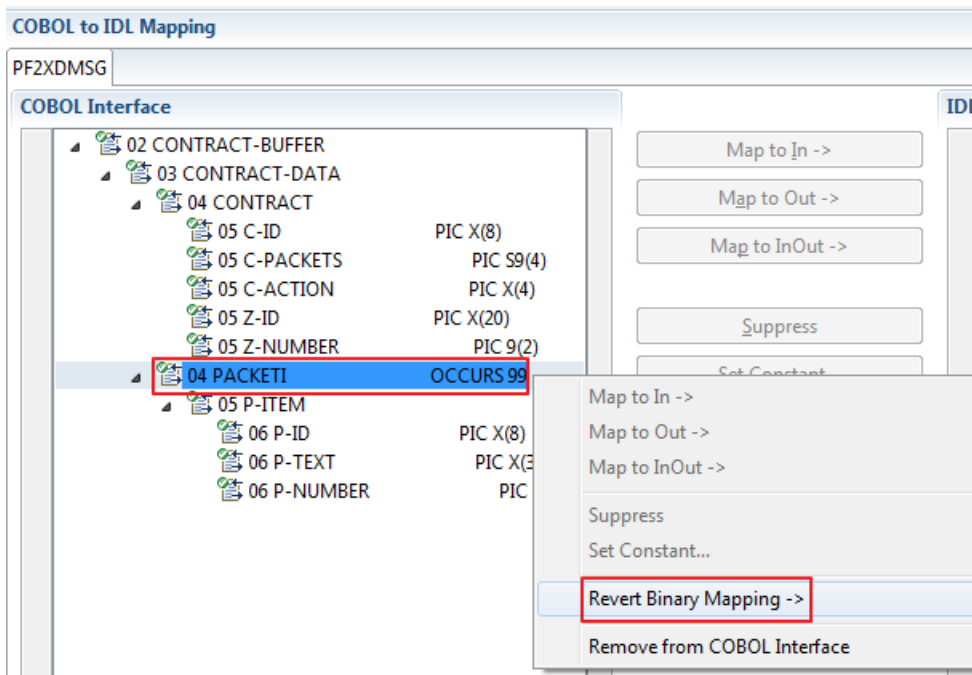 COBOL to IDL Mapping
PF2XDMSG
COBOL Interface
02 CONTRACT-BUFFER
03 CONTRACT-DATA
04 CONTRACT
05 C-ID PIC X(8)
05 C-PACKETS PIC S9(4)
05 C-ACTION PIC X(4)
05 Z-ID PIC X(20)
05 Z-NUMBER PIC 9(2)
04 PACKETI OCCURS 99
05 P-ITEM
06 P-ID PIC X(8)
06 P-TEXT PIC X(3
06 P-NUMBER PIC
Map to In ->
Map to Out ->
Map to InOut ->
Suppress
Set Constant...
Map to In ->
Map to Out ->
Map to InOut ->
Suppress
Set Constant...
Revert Binary Mapping ->
Remove from COBOL Interface